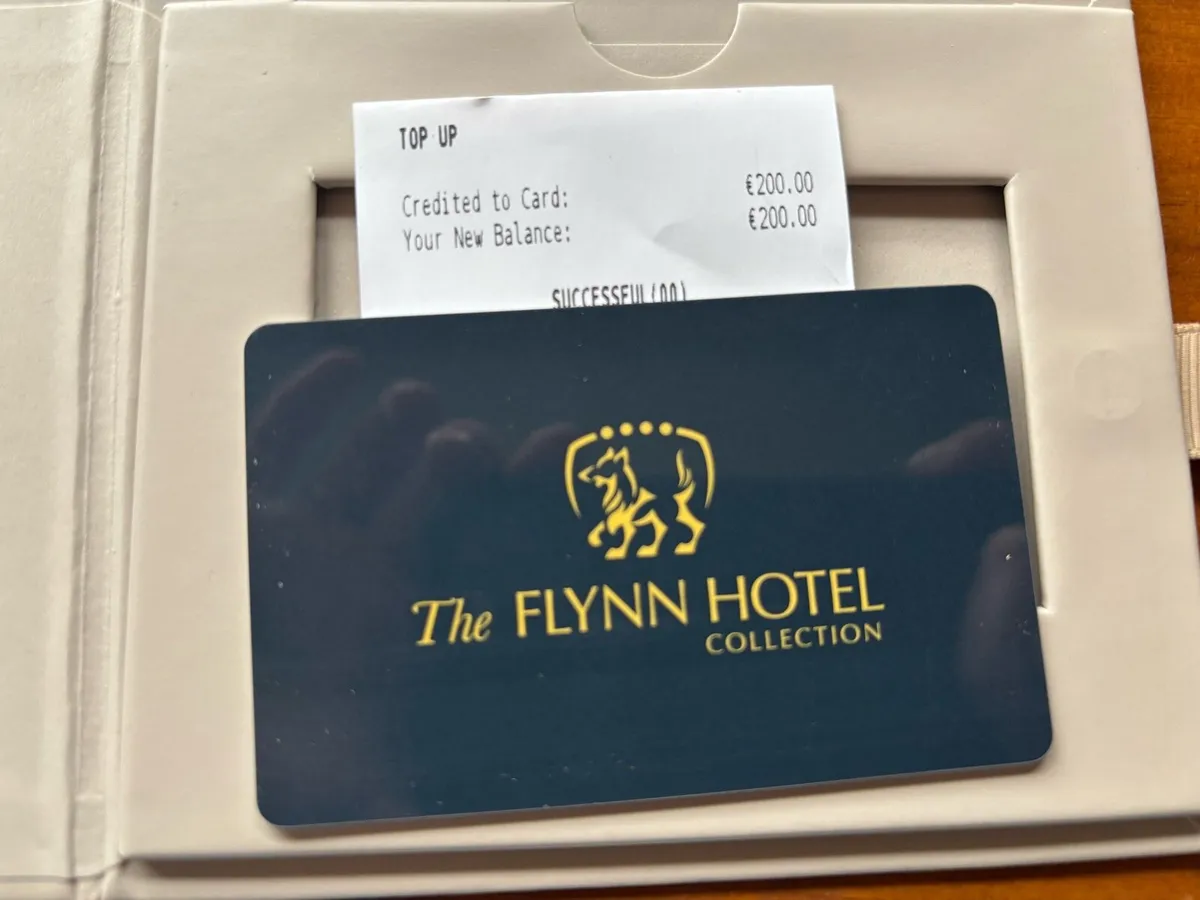 TOP UP
Credited to Card: €200.00
Your New Balance: €200.00
SUCCESSFUL(00)
The FLYNN HOTEL
COLLECTION